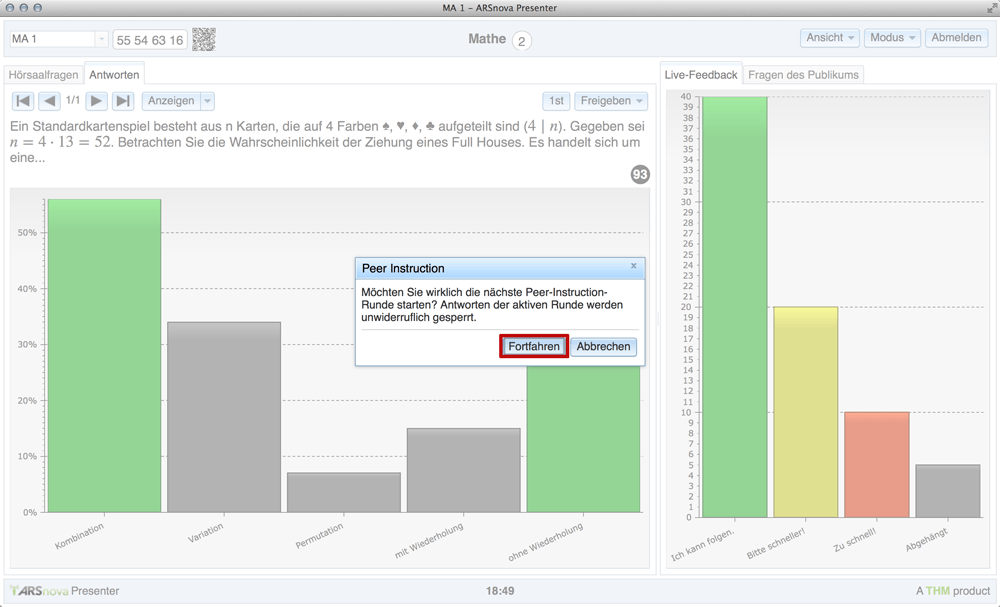 MA 1 - ARSnova Presenter
MA 1
55 54 63 16
Mathe 2
Ansicht
Modus
Abmelden
Hörsaalfragen
Antworten
1/1
Anzeigen
1st
Freigeben
Ein Standardkartenspiel besteht aus n Karten, die auf 4 Farben ♠, ♥, ♦, ♣ aufgeteilt sind (4 | n). Gegeben sei
n = 4 · 13 = 52. Betrachten Sie die Wahrscheinlichkeit der Ziehung eines Full Houses. Es handelt sich um
eine...
93
50%
40%
30%
20%
10%
0%
Kombination
Variation
Permutation
mit Wiederholung
ohne Wiederholung
Peer Instruction
x
Möchten Sie wirklich die nächste Peer-Instruction-
Runde starten? Antworten der aktiven Runde werden
unwiderruflich gesperrt.
Fortfahren
Abbrechen
Live-Feedback
Fragen des Publikums
40
39
38
37
36
35
34
33
32
31
30
29
28
27
26
25
24
23
22
21
20
19
18
17
16
15
14
13
12
11
10
9
8
7
6
5
4
3
2
1
0
Ich kann folgen.
Bitte schneller!
Zu schnell!
Abgehängt
ARSnova Presenter
18:49
A THM product